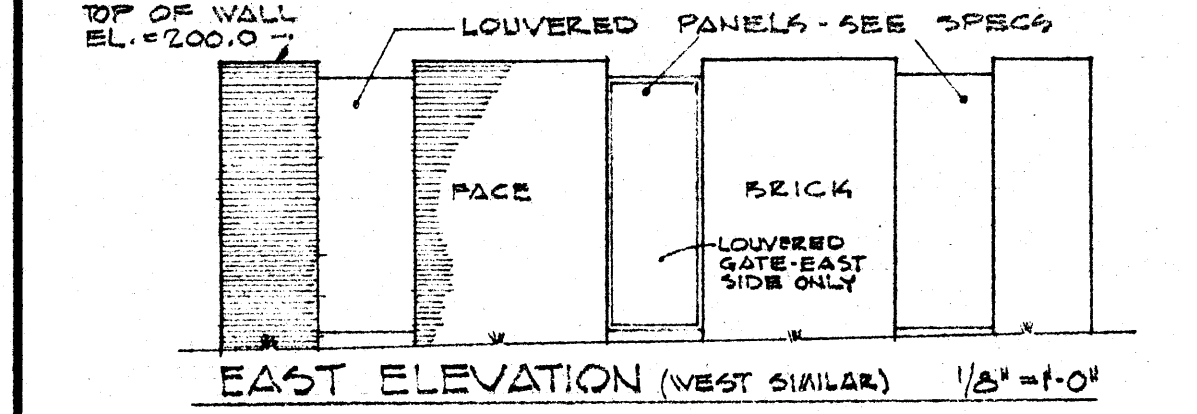 TOP OF WALL
EL. = 200.0
LOUVERED PANELS - SEE SPECS
FACE BRICK
LOUVERED
GATE-EAST
SIDE ONLY
EAST ELEVATION (WEST SIMILAR) 1/8" = 1'-0"